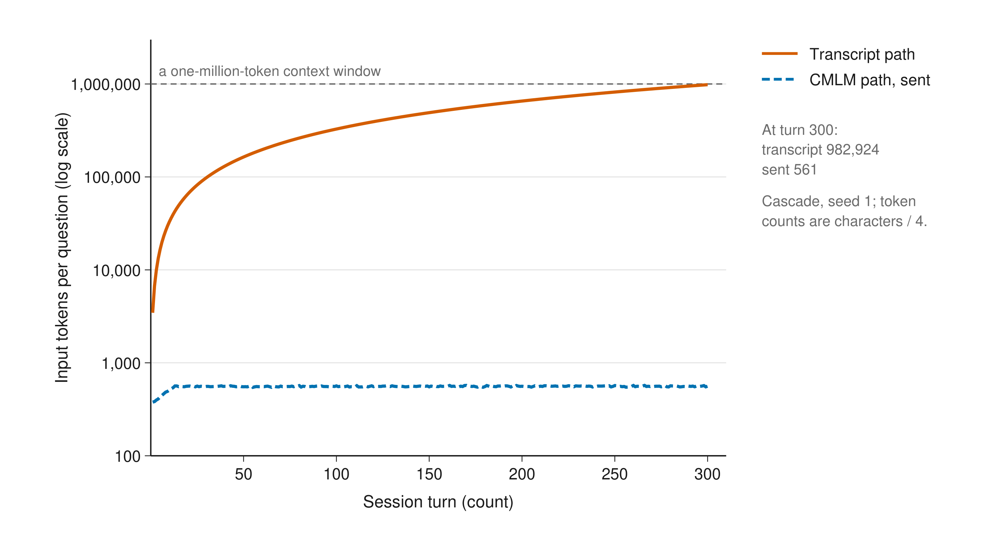 a one-million-token context window
1,000,000
100,000
10,000
1,000
100
Input tokens per question (log scale)
50
100
150
200
250
300
Session turn (count)
Transcript path
CMLM path, sent
At turn 300:
transcript 982,924
sent 561
Cascade, seed 1; token
counts are characters / 4.